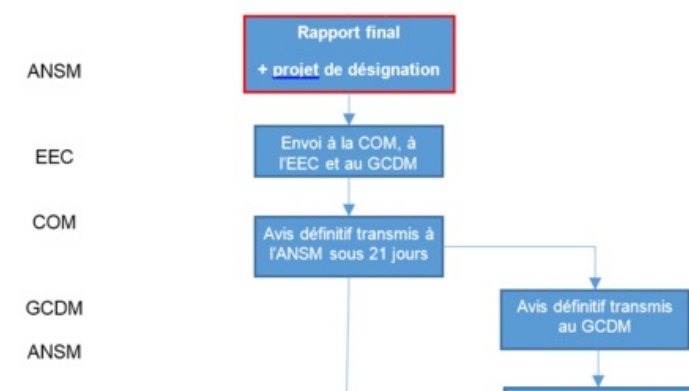 Rapport final
+ projet de désignation
ANSM
Envoi à la COM, à
l'EEC et au GCDM
EEC
COM
Avis définitif transmis à
l'ANSM sous 21 jours
GCDM
Avis définitif transmis
au GCDM
ANSM